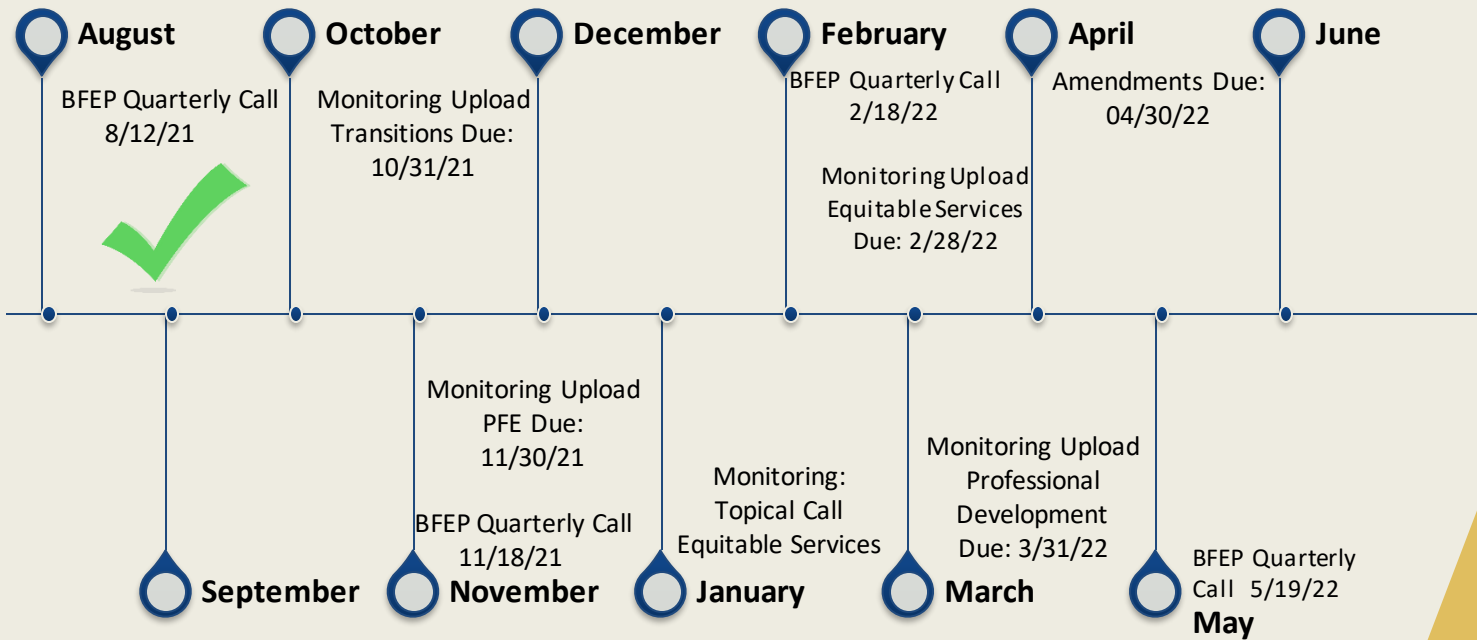 August
BFEP Quarterly Call
8/12/21
October
Monitoring Upload
Transitions Due:
10/31/21
December
February
BFEP Quarterly Call
2/18/22
Monitoring Upload
Equitable Services
Due: 2/28/22
April
Amendments Due:
04/30/22
June
September
Monitoring Upload
PFE Due:
11/30/21
BFEP Quarterly Call
11/18/21
November
Monitoring:
Topical Call
Equitable Services
January
Monitoring Upload
Professional
Development
Due: 3/31/22
March
BFEP Quarterly
Call 5/19/22
May